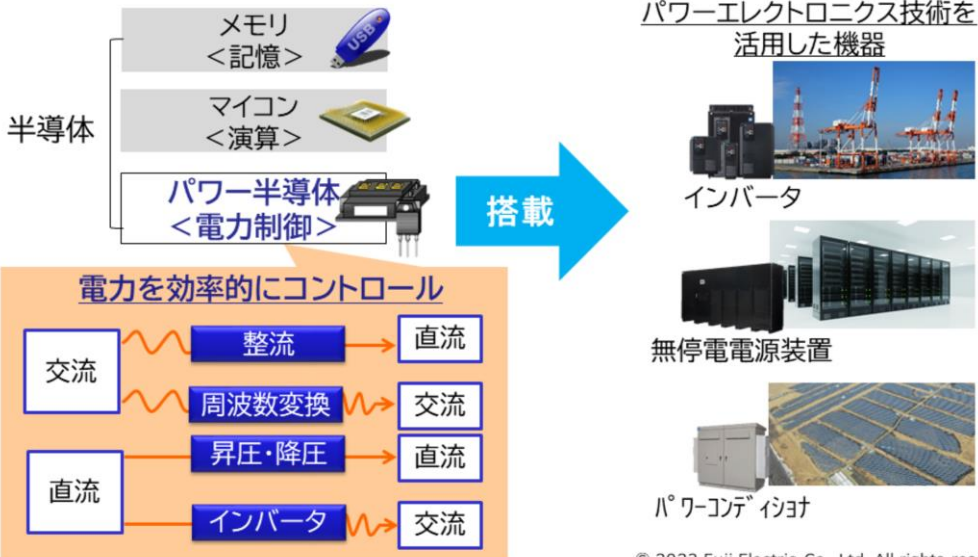 メモリ
<記憶>
USB
マイコン
<演算>
半導体
パワー半導体
<電力制御>
電力を効率的にコントロール
交流
整流
直流
周波数変換
交流
直流
昇圧・降圧
直流
インバータ
交流
搭載
パワーエレクトロニクス技術を
活用した機器
インバータ
無停電電源装置
ﾊﾟﾜｰｺﾝﾃﾞｨｼｮﾅ